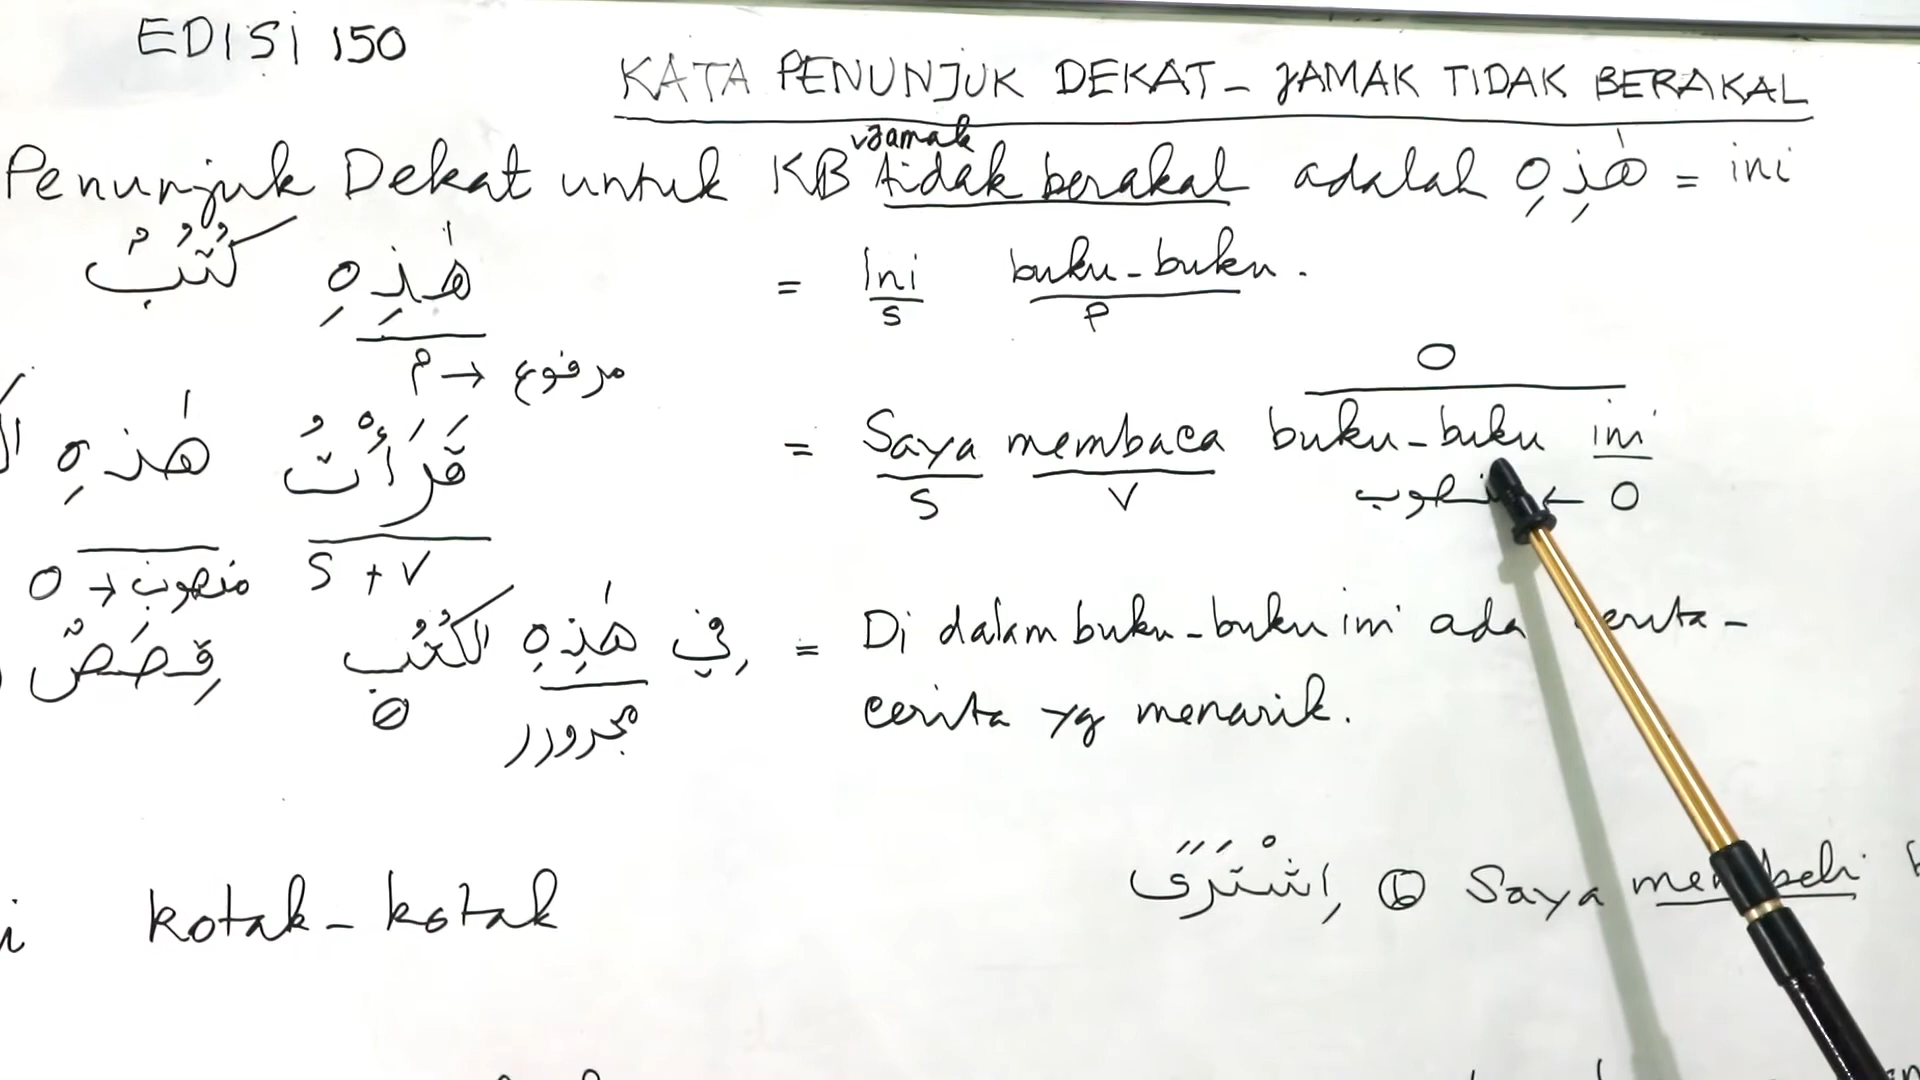 EDISI 150
KATA PENUNJUK DEKAT - JAMAK TIDAK BERAKAL
Penunjuk Dekat untuk KB Jamak tidak berakal adalah هٰذِهِ = ini
هٰذِهِ كُتُبٌ = Ini buku-buku.
S P
م → مرفوع
O
قَرَأْتُ هٰذِهِ = Saya membaca buku-buku ini
S V منصوب ← O
S + V منصوب ← O
فِي هٰذِهِ الكُتُبِ قِصَصٌ = Di dalam buku-buku ini ada cerita-
مجرور
cerita yg menarik.
kotak-kotak
اِشْتَرَى ⑥ Saya membeli